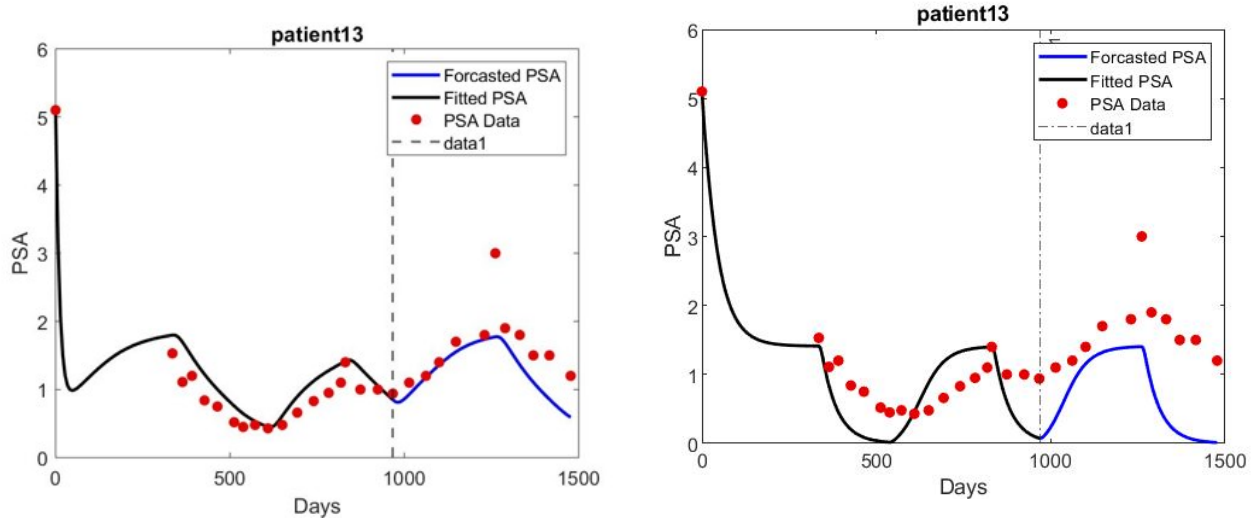 patient13
6
5
4
3
2
1
0
0 500 1000 1500
PSA
Days
Forcasted PSA
Fitted PSA
PSA Data
data1
patient13
6
5
4
3
2
1
0
0 500 1000 1500
PSA
Days
Forcasted PSA
Fitted PSA
PSA Data
data1